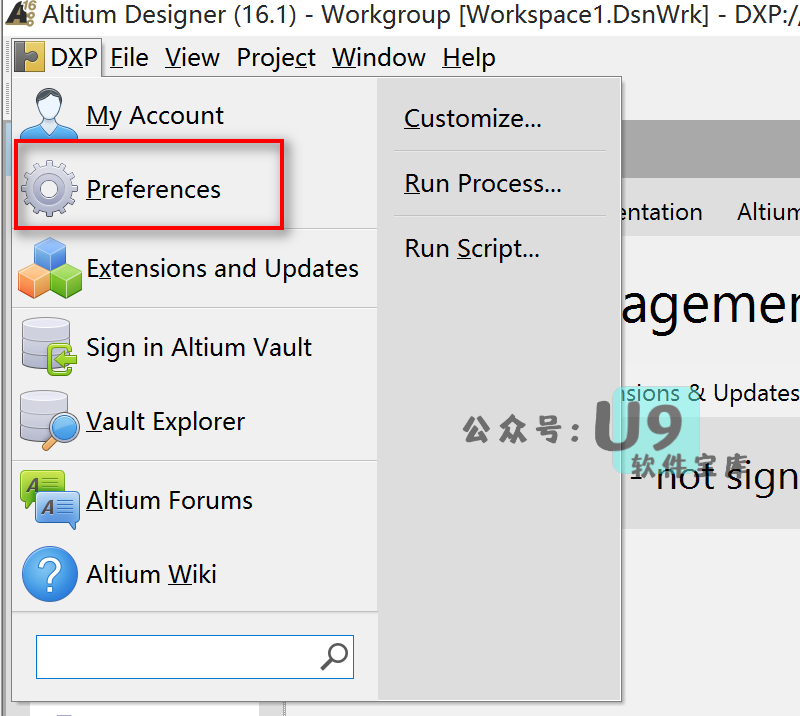 Altium Designer (16.1) - Workgroup [Workspace1.DsnWrk] - DXP://
DXP File View Project Window Help
My Account
Preferences
Extensions and Updates
Sign in Altium Vault
Vault Explorer
Altium Forums
Altium Wiki
Customize...
Run Process...
Run Script...
entation Altium
agemen
nsions & Updates
公众号:U9
软件宝库
- not sign